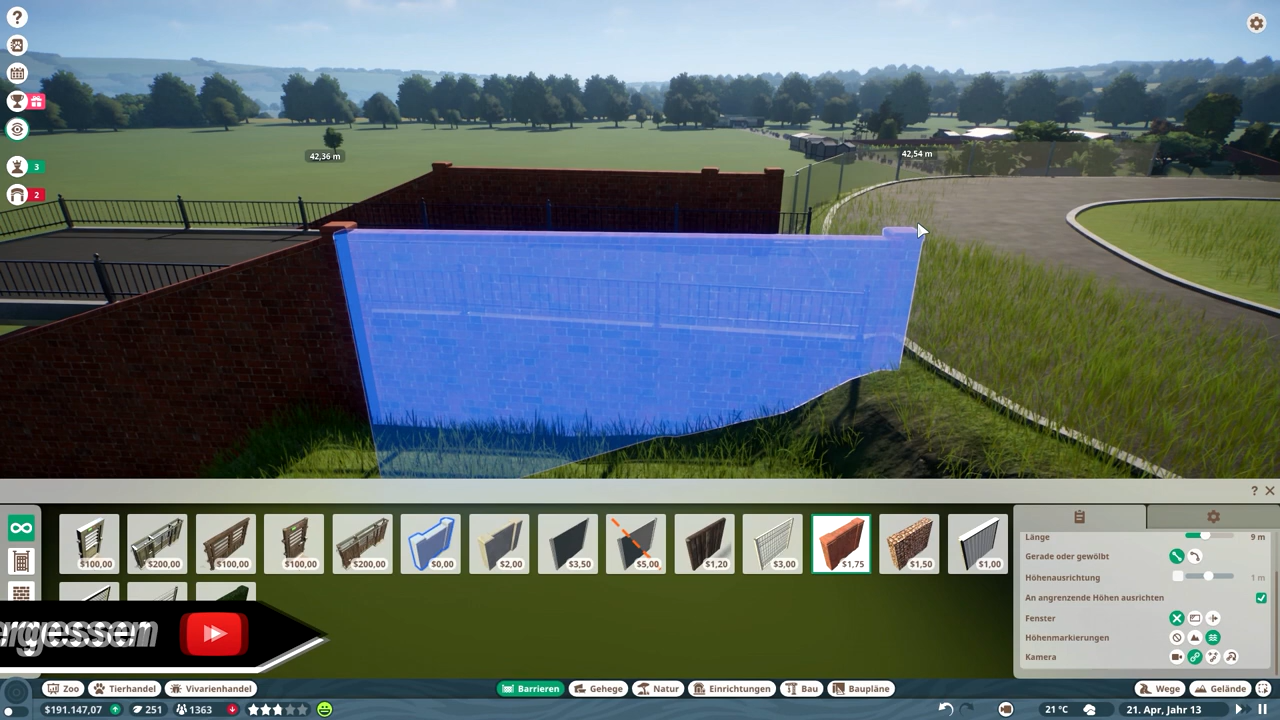 ?
42,36 m
42,54 m
3
2
?
$100,00
$200,00
$100,00
$100,00
$200,00
$0,00
$2,00
$3,50
$5,00
$1,20
$3,00
$1,75
$1,50
$1,00
Länge 9 m
Gerade oder gewölbt
Höhenausrichtung 1 m
An angrenzende Höhen ausrichten
Fenster
Höhenmarkierungen
Kamera
ergessen
Zoo
Tierhandel
Vivarienhandel
Barrieren
Gehege
Natur
Einrichtungen
Bau
Baupläne
Wege
Gelände
$191.147,07
251
1363
21 °C
21. Apr, Jahr 13